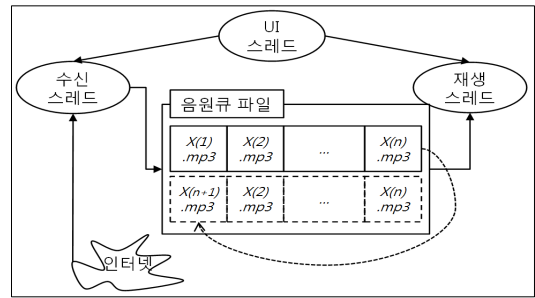 UI
스레드
수신
스레드
재생
스레드
음원큐 파일
X(1)
.mp3
X(2)
.mp3
...
X(n)
.mp3
X(n+1)
.mp3
X(2)
.mp3
...
X(n)
.mp3
인터넷